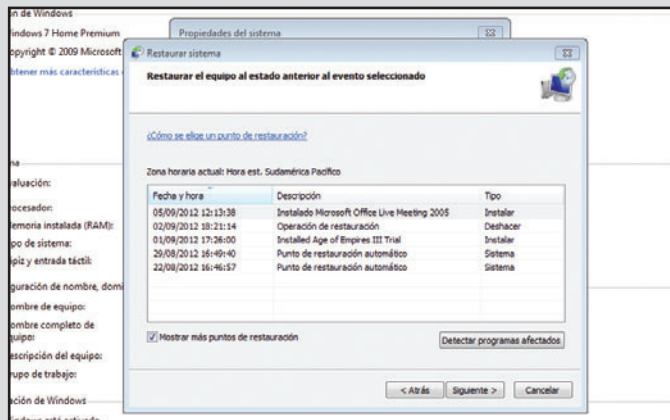 ón de Windows
indows 7 Home Premium
opyright © 2009 Microsoft
btener más características
Propiedades del sistema
Restaurar sistema
Restaurar el equipo al estado anterior al evento seleccionado
¿Cómo se elige un punto de restauración?
Zona horaria actual: Hora est. Sudamérica Pacífico
Fecha y hora Descripción Tipo
05/09/2012 12:13:38 Instalado Microsoft Office Live Meeting 2005 Instalar
02/09/2012 18:21:14 Operación de restauración Deshacer
01/09/2012 17:26:00 Installed Age of Empires III Trial Instalar
29/08/2012 16:49:40 Punto de restauración automático Sistema
22/08/2012 16:46:57 Punto de restauración automático Sistema
Mostrar más puntos de restauración
Detectar programas afectados
< Atrás Siguiente > Cancelar
ma
valuación:
rocesador:
lemoria instalada (RAM):
po de sistema:
ápiz y entrada táctil:
guración de nombre, domi
ombre de equipo:
ombre completo de
quipo:
escripción del equipo:
rupo de trabajo:
ación de Windows
indows está activado